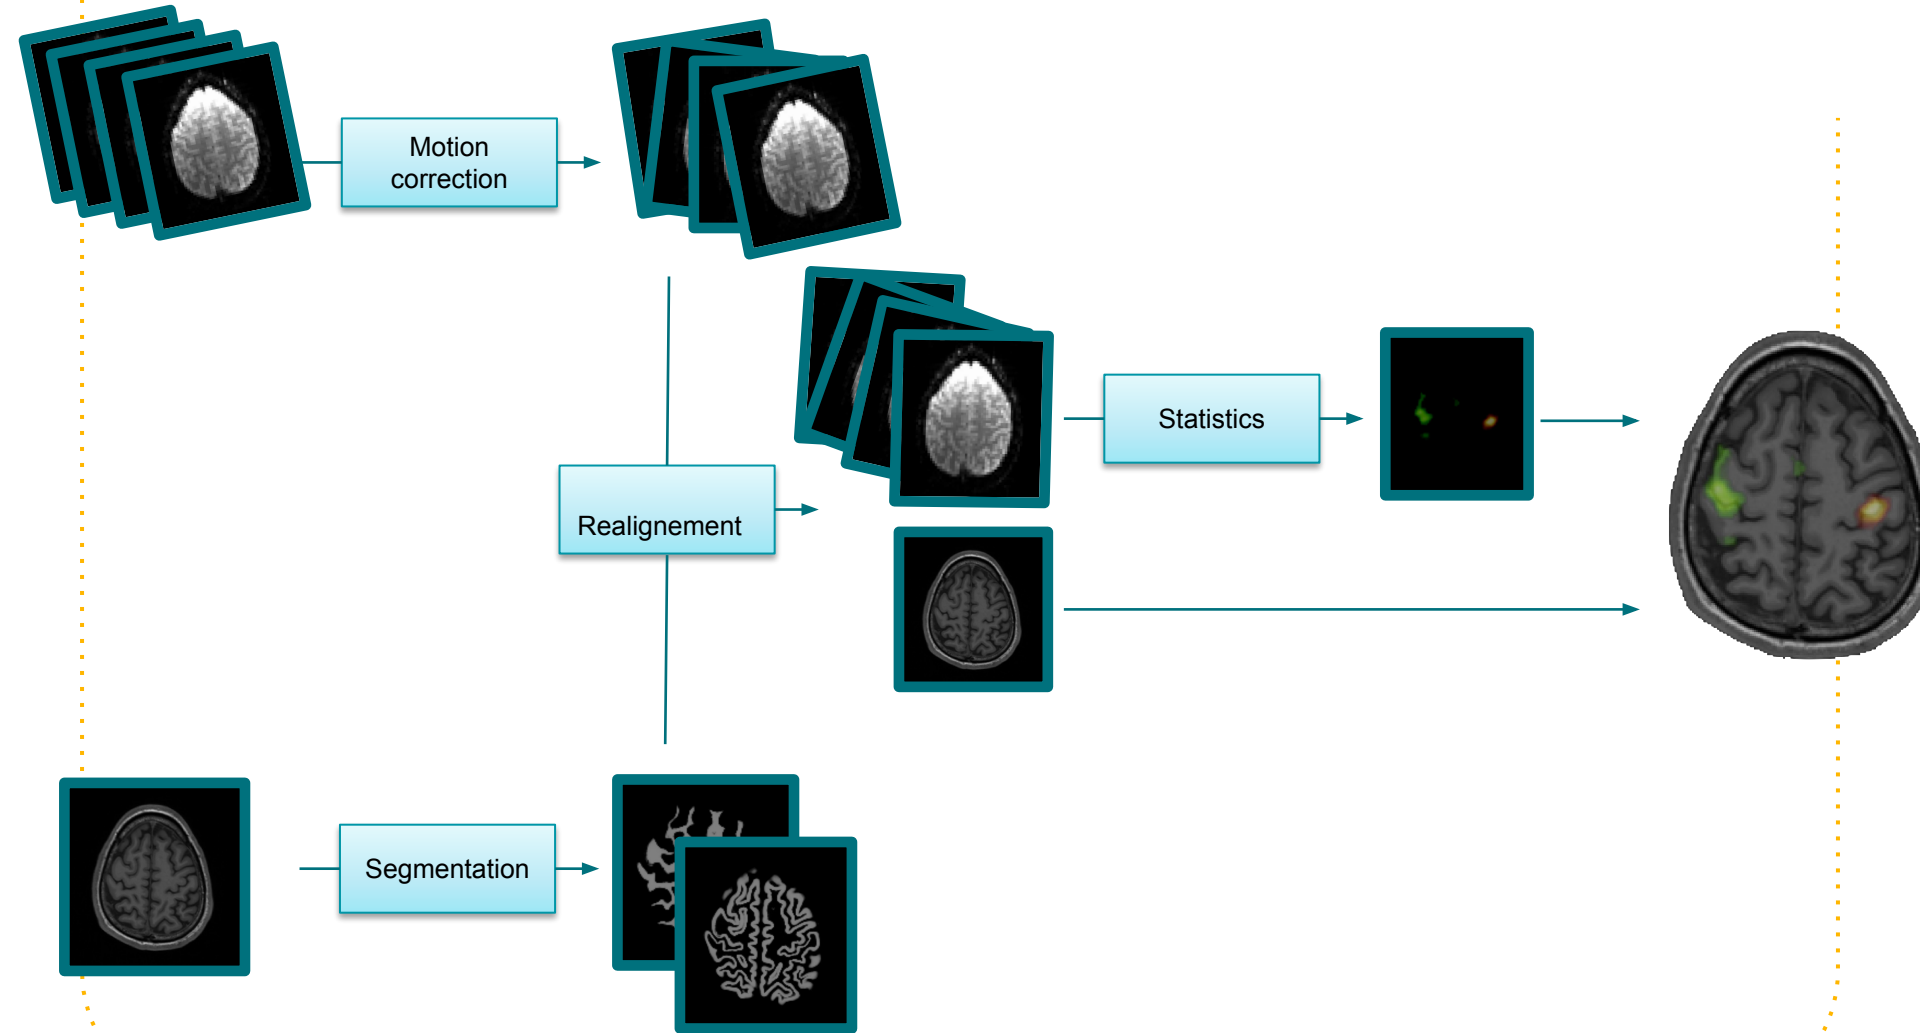 Motion
correction
Statistics
Realignement
Segmentation